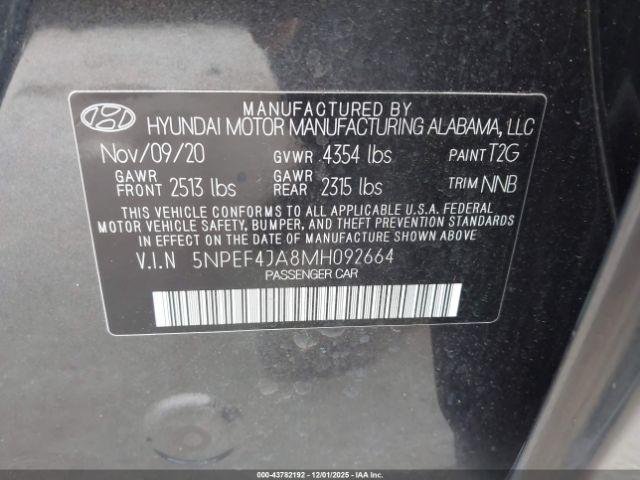 MANUFACTURED BY
HYUNDAI MOTOR MANUFACTURING ALABAMA, LLC
Nov/09/20 GVWR 4354 lbs PAINT T2G
GAWR FRONT 2513 lbs GAWR REAR 2315 lbs TRIM NNB
THIS VEHICLE CONFORMS TO ALL APPLICABLE U.S.A. FEDERAL
MOTOR VEHICLE SAFETY, BUMPER, AND THEFT PREVENTION
STANDARDS IN EFFECT ON THE DATE OF MANUFACTURE SHOWN ABOVE.
V.I.N 5NPEF4JA8MH092664
PASSENGER CAR
000-43782192 - 12/01/2025 - IAAI.COM